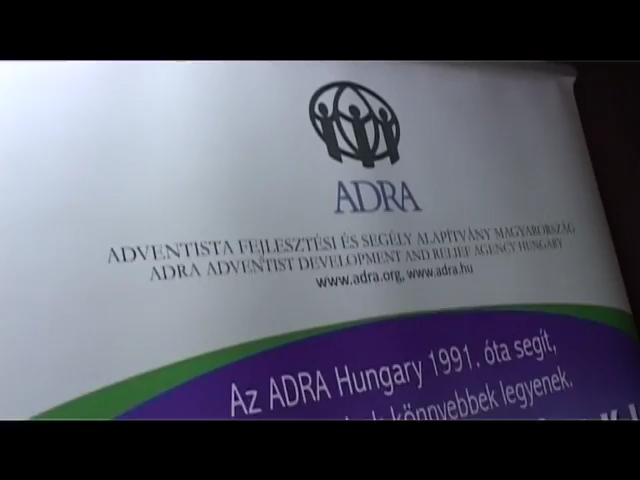 ADRA
ADVENTISTA FEJLESZTÉSI ÉS SEGÉLY ALAPÍTVÁNY MAGYARORSZÁG
ADRA ADVENTIST DEVELOPMENT AND RELIEF AGENCY HUNGARY
www.adra.org, www.adra.hu
Az ADRA Hungary 1991. óta segít,
könnyebbek legyenek.